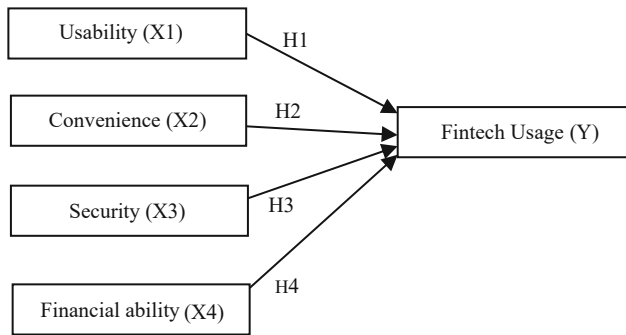 Usability (X1)
H1
Convenience (X2)
H2
Fintech Usage (Y)
Security (X3)
H3
Financial ability (X4)
H4